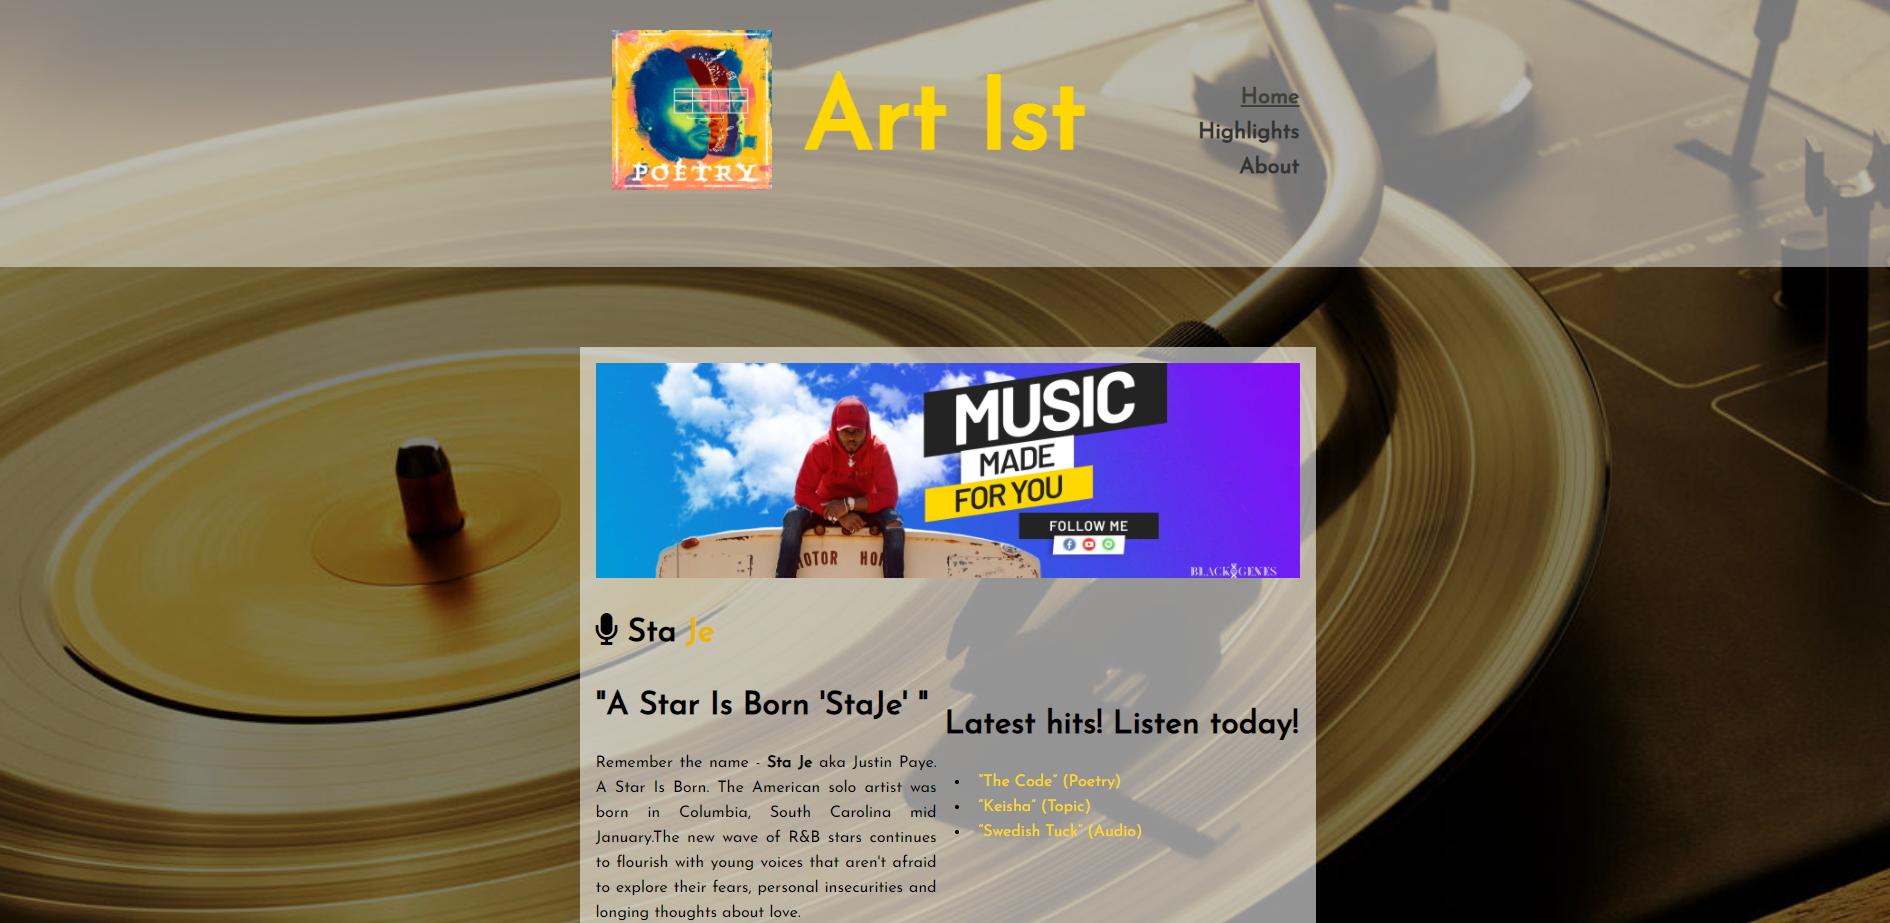 POETRY
Art Ist
Home
Highlights
About
MUSIC
MADE
FOR YOU
FOLLOW ME
MOTOR HO
BLACK GENES
Sta Je
"A Star Is Born 'StaJe' "
Remember the name - Sta Je aka Justin Paye.
A Star Is Born. The American solo artist was
born in Columbia, South Carolina mid
January.The new wave of R&B stars continues
to flourish with young voices that aren't afraid
to explore their fears, personal insecurities and
longing thoughts about love.
Latest hits! Listen today!
• "The Code" (Poetry)
• "Keisha" (Topic)
• "Swedish Tuck" (Audio)